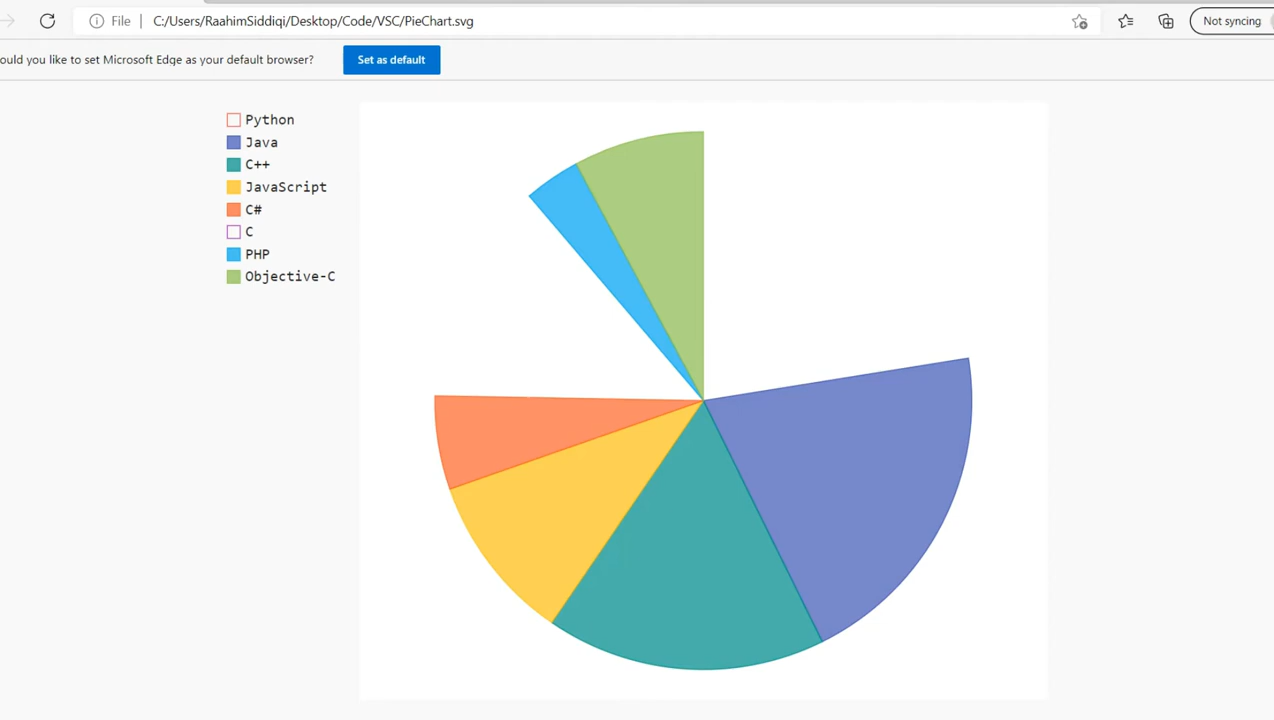 File | C:/Users/RaahimSiddiqi/Desktop/Code/VSC/PieChart.svg
Not syncing
ould you like to set Microsoft Edge as your default browser?
Set as default
Python
Java
C++
JavaScript
C#
C
PHP
Objective-C